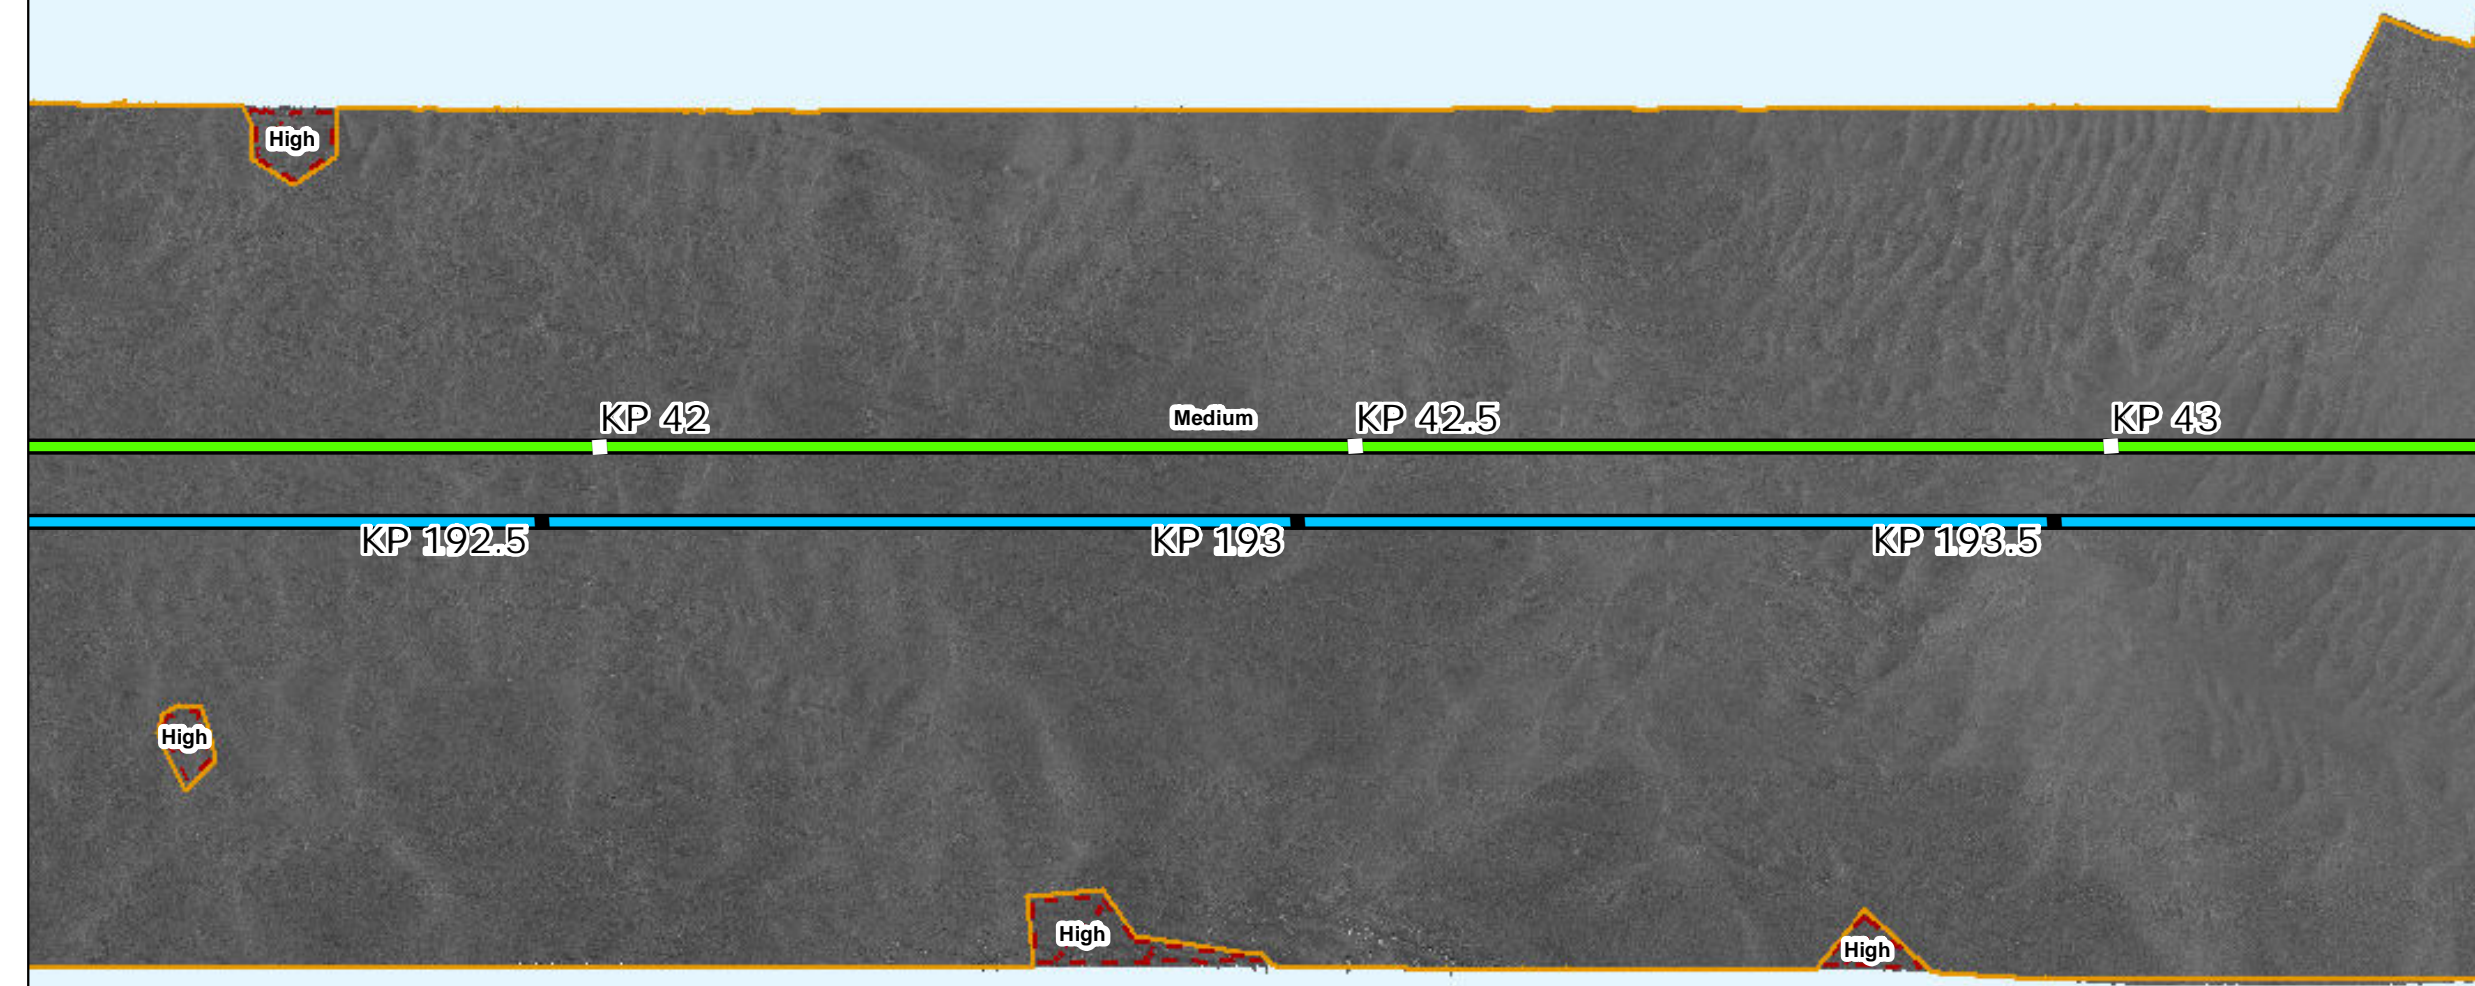 High
KP 42
Medium
KP 42.5
KP 43
KP 192.5
KP 193
KP 193.5
High
High
High